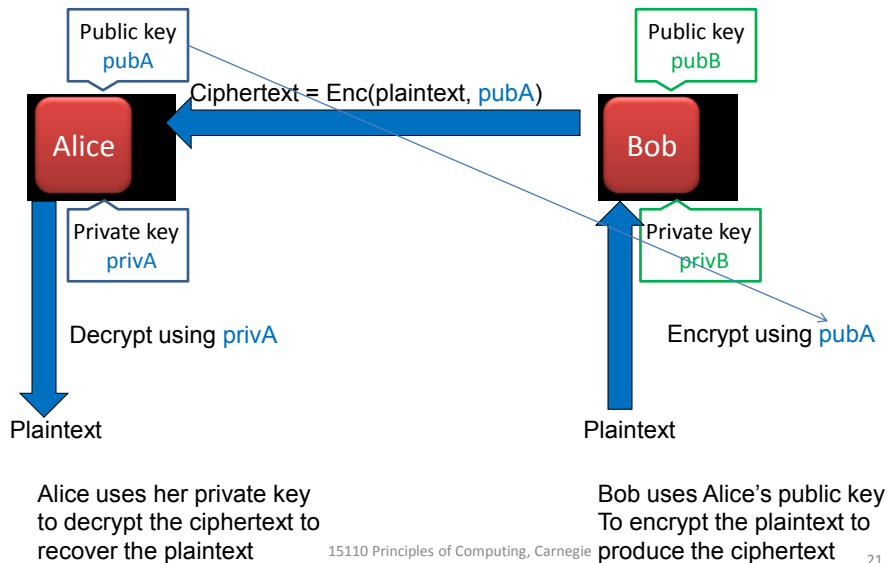 Public key
pubA
Public key
pubB
Ciphertext = Enc(plaintext, pubA)
Alice
Bob
Private key
privA
Private key
privB
Decrypt using privA
Encrypt using pubA
Plaintext
Plaintext
Alice uses her private key
to decrypt the ciphertext to
recover the plaintext
Bob uses Alice's public key
To encrypt the plaintext to
produce the ciphertext
15110 Principles of Computing, Carnegie
21